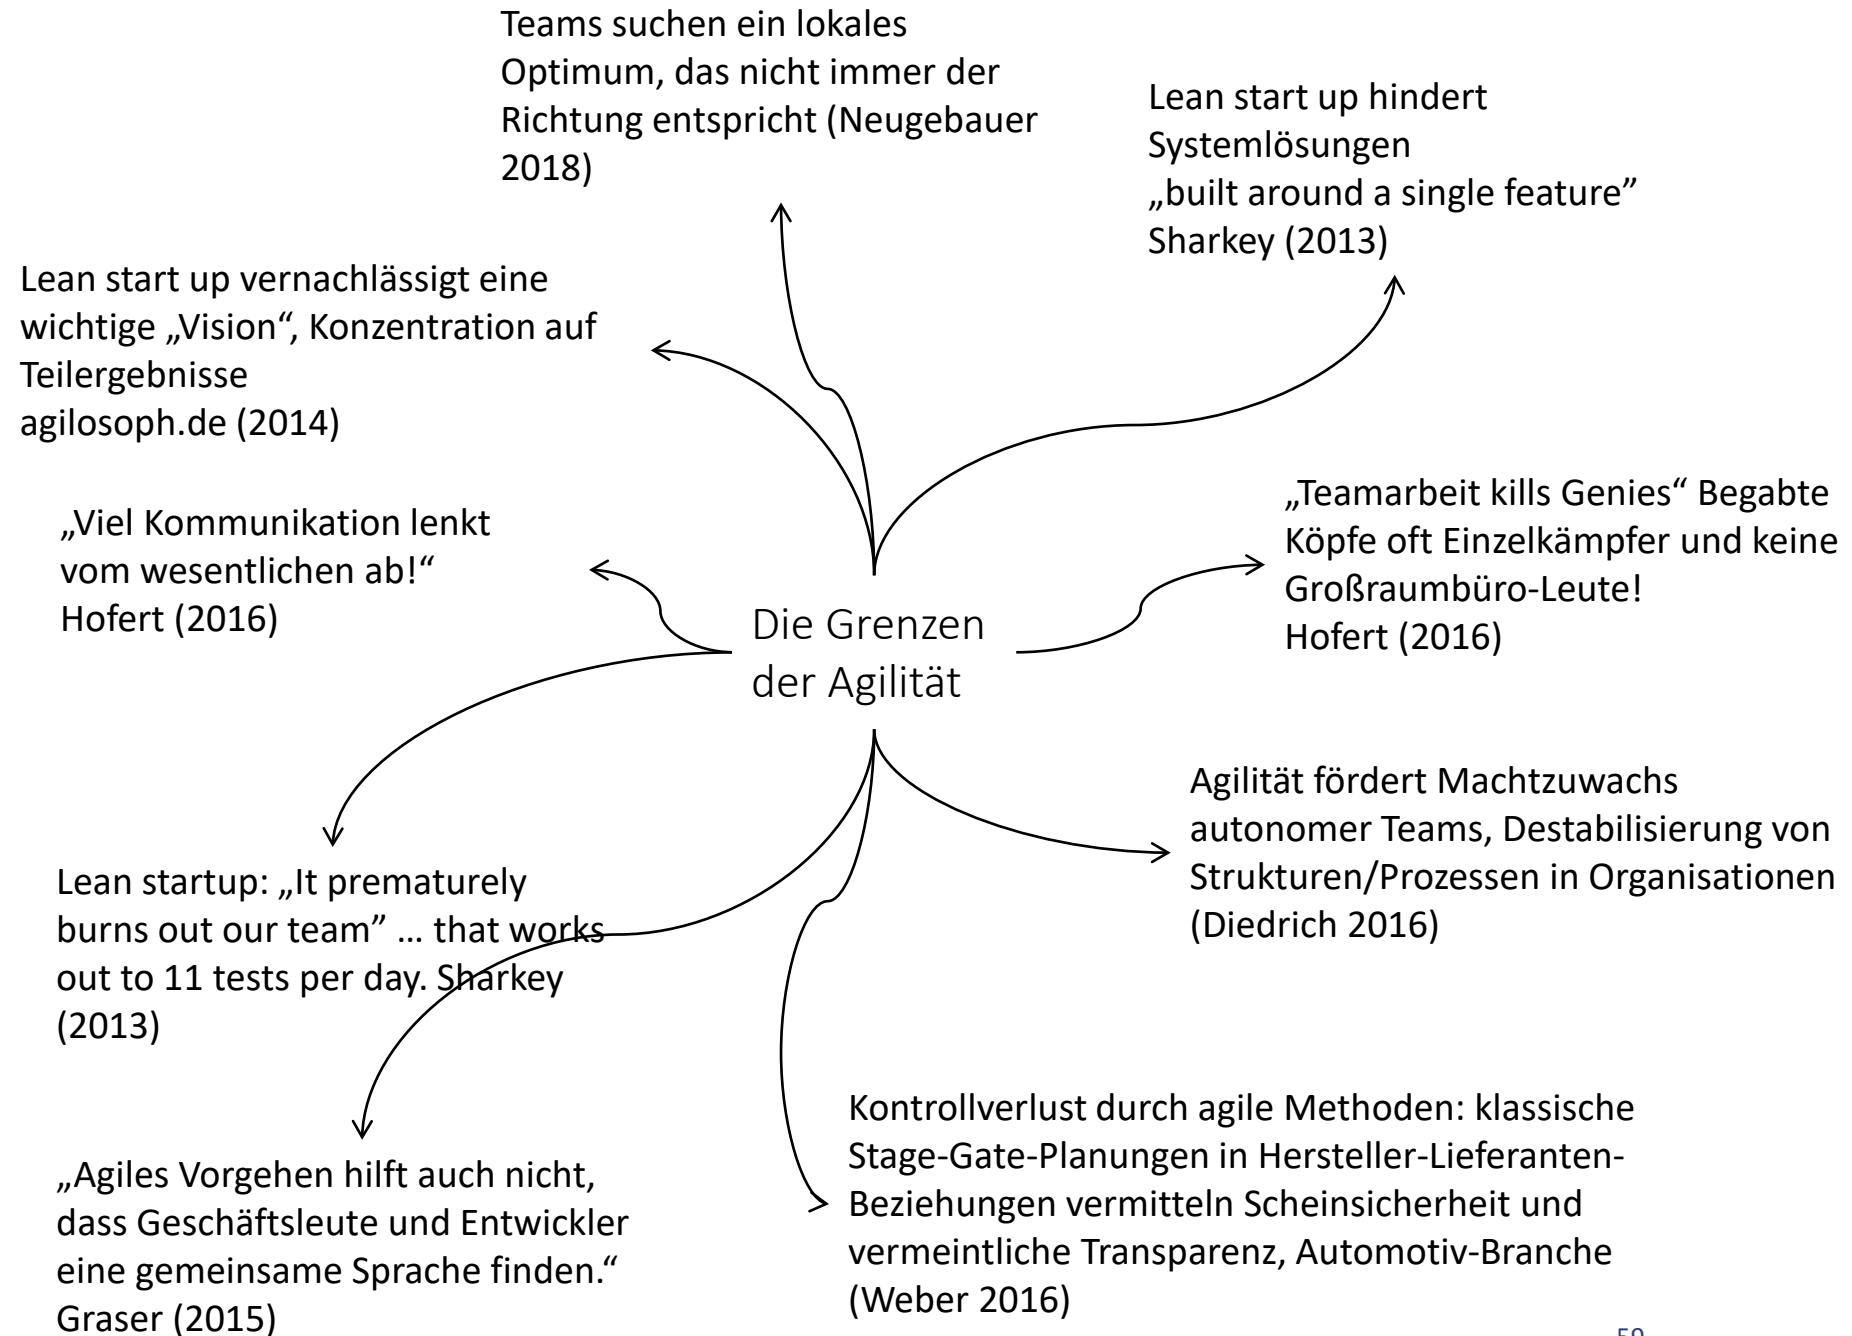 Teams suchen ein lokales
Optimum, das nicht immer der
Richtung entspricht (Neugebauer
2018)
Lean start up hindert
Systemlösungen
„built around a single feature”
Sharkey (2013)
Lean start up vernachlässigt eine
wichtige „Vision“, Konzentration auf
Teilergebnisse
agilosoph.de (2014)
„Teamarbeit kills Genies“ Begabte
Köpfe oft Einzelkämpfer und keine
Großraumbüro-Leute!
Hofert (2016)
„Viel Kommunikation lenkt
vom wesentlichen ab!“
Hofert (2016)
Die Grenzen
der Agilität
Agilität fördert Machtzuwachs
autonomer Teams, Destabilisierung von
Strukturen/Prozessen in Organisationen
(Diedrich 2016)
Lean startup: „It prematurely
burns out our team” … that works
out to 11 tests per day. Sharkey
(2013)
Kontrollverlust durch agile Methoden: klassische
Stage-Gate-Planungen in Hersteller-Lieferanten-
Beziehungen vermitteln Scheinsicherheit und
vermeintliche Transparenz, Automotiv-Branche
(Weber 2016)
„Agiles Vorgehen hilft auch nicht,
dass Geschäftsleute und Entwickler
eine gemeinsame Sprache finden.“
Graser (2015)